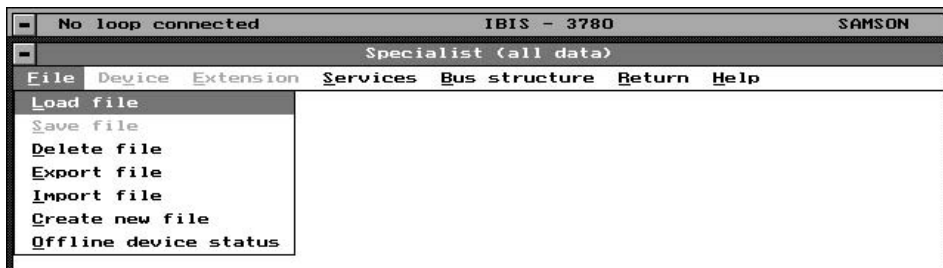 No loop connected IBIS - 3780 SAMSON
Specialist (all data)
File Device Extension Services Bus structure Return Help
Load file
Save file
Delete file
Export file
Import file
Create new file
Offline device status